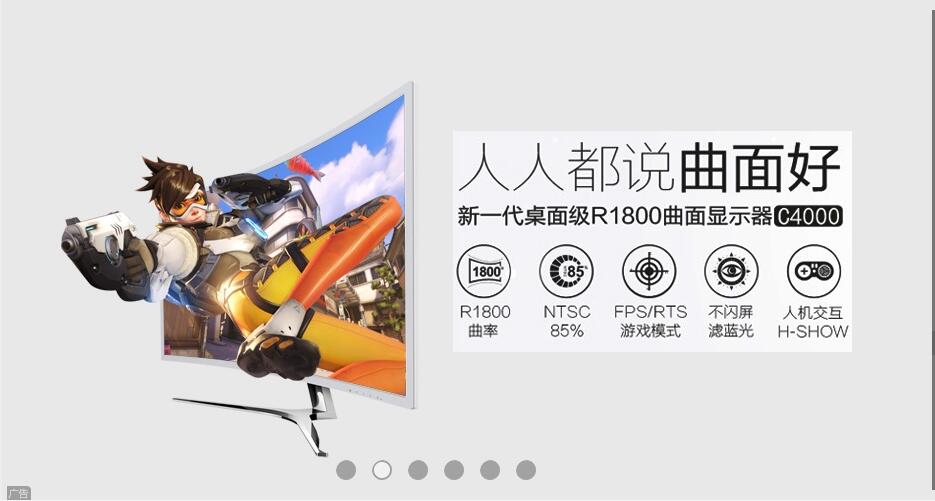 人人都说曲面好
新一代桌面级R1800曲面显示器C4000
1800
85%
R1800
曲率
NTSC
85%
FPS/RTS
游戏模式
不闪屏
滤蓝光
人机交互
H-SHOW
广告